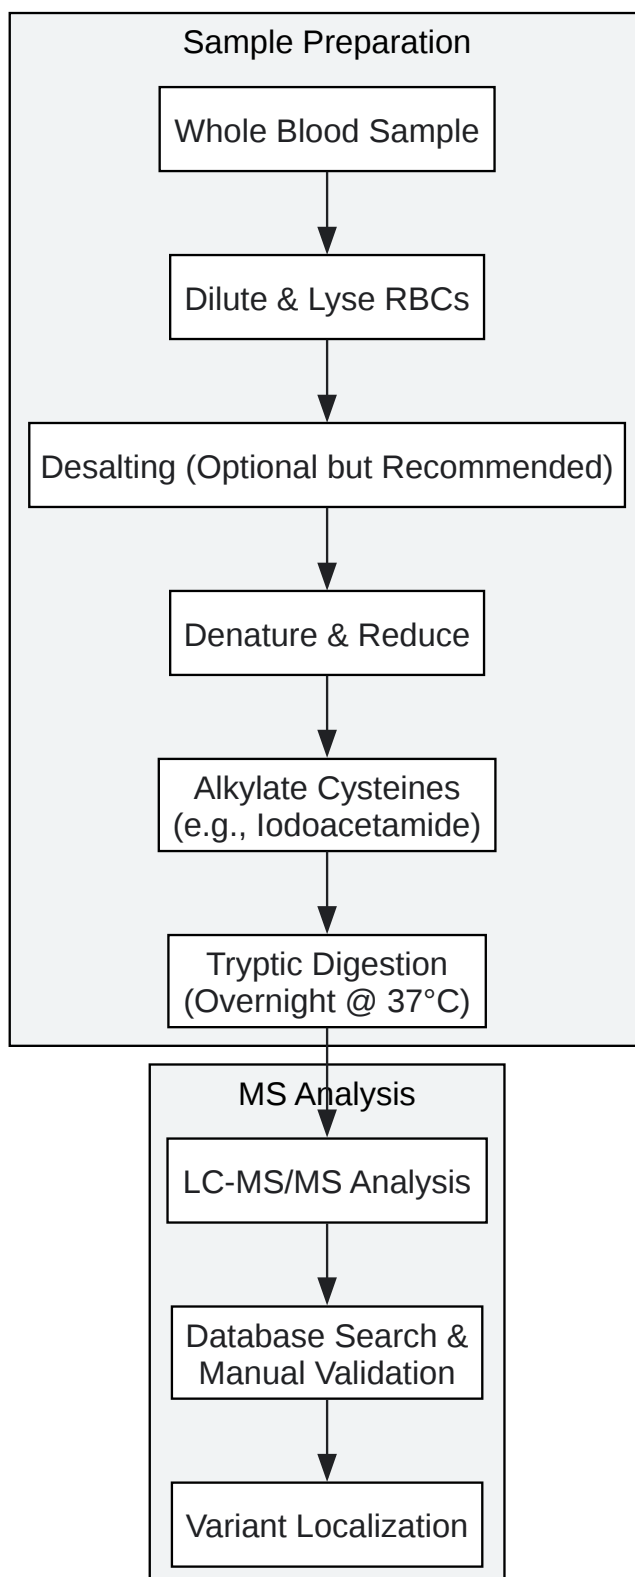 Sample Preparation
Whole Blood Sample
Dilute & Lyse RBCs
Desalting (Optional but Recommended)
Denature & Reduce
Alkylate Cysteines
(e.g., Iodoacetamide)
Tryptic Digestion
(Overnight @ 37°C)
MS Analysis
LC-MS/MS Analysis
Database Search &
Manual Validation
Variant Localization